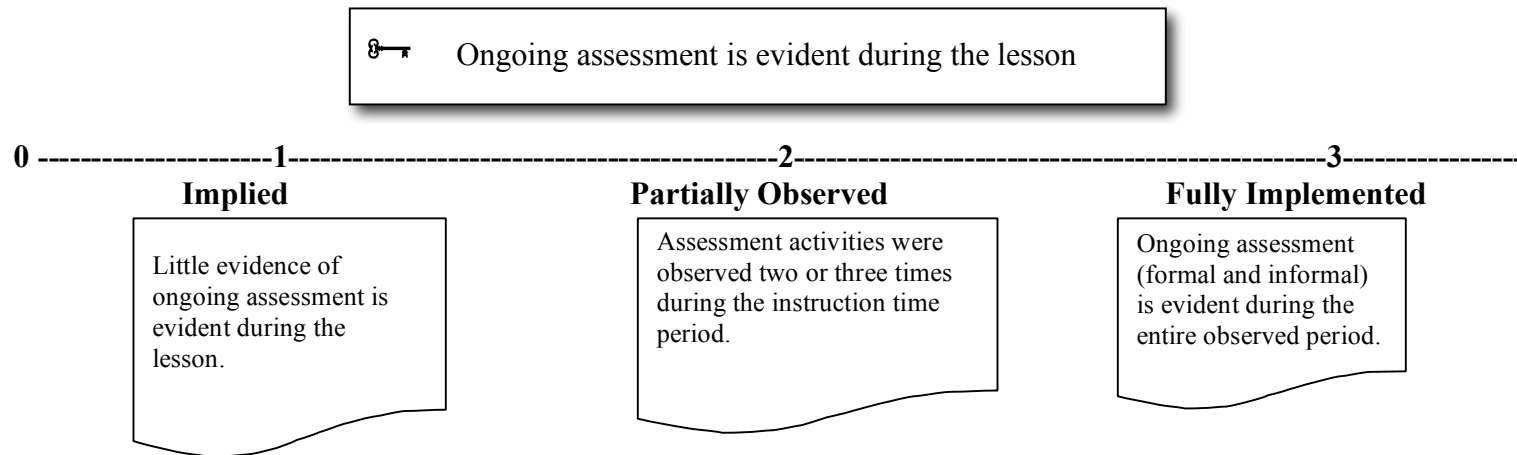 Ongoing assessment is evident during the lesson
0 ----------------------1-----------------------------------------------2---------------------------------------------------3-----------------
Implied
Partially Observed
Fully Implemented
Little evidence of
ongoing assessment is
evident during the
lesson.
Assessment activities were
observed two or three times
during the instruction time
period.
Ongoing assessment
(formal and informal)
is evident during the
entire observed period.